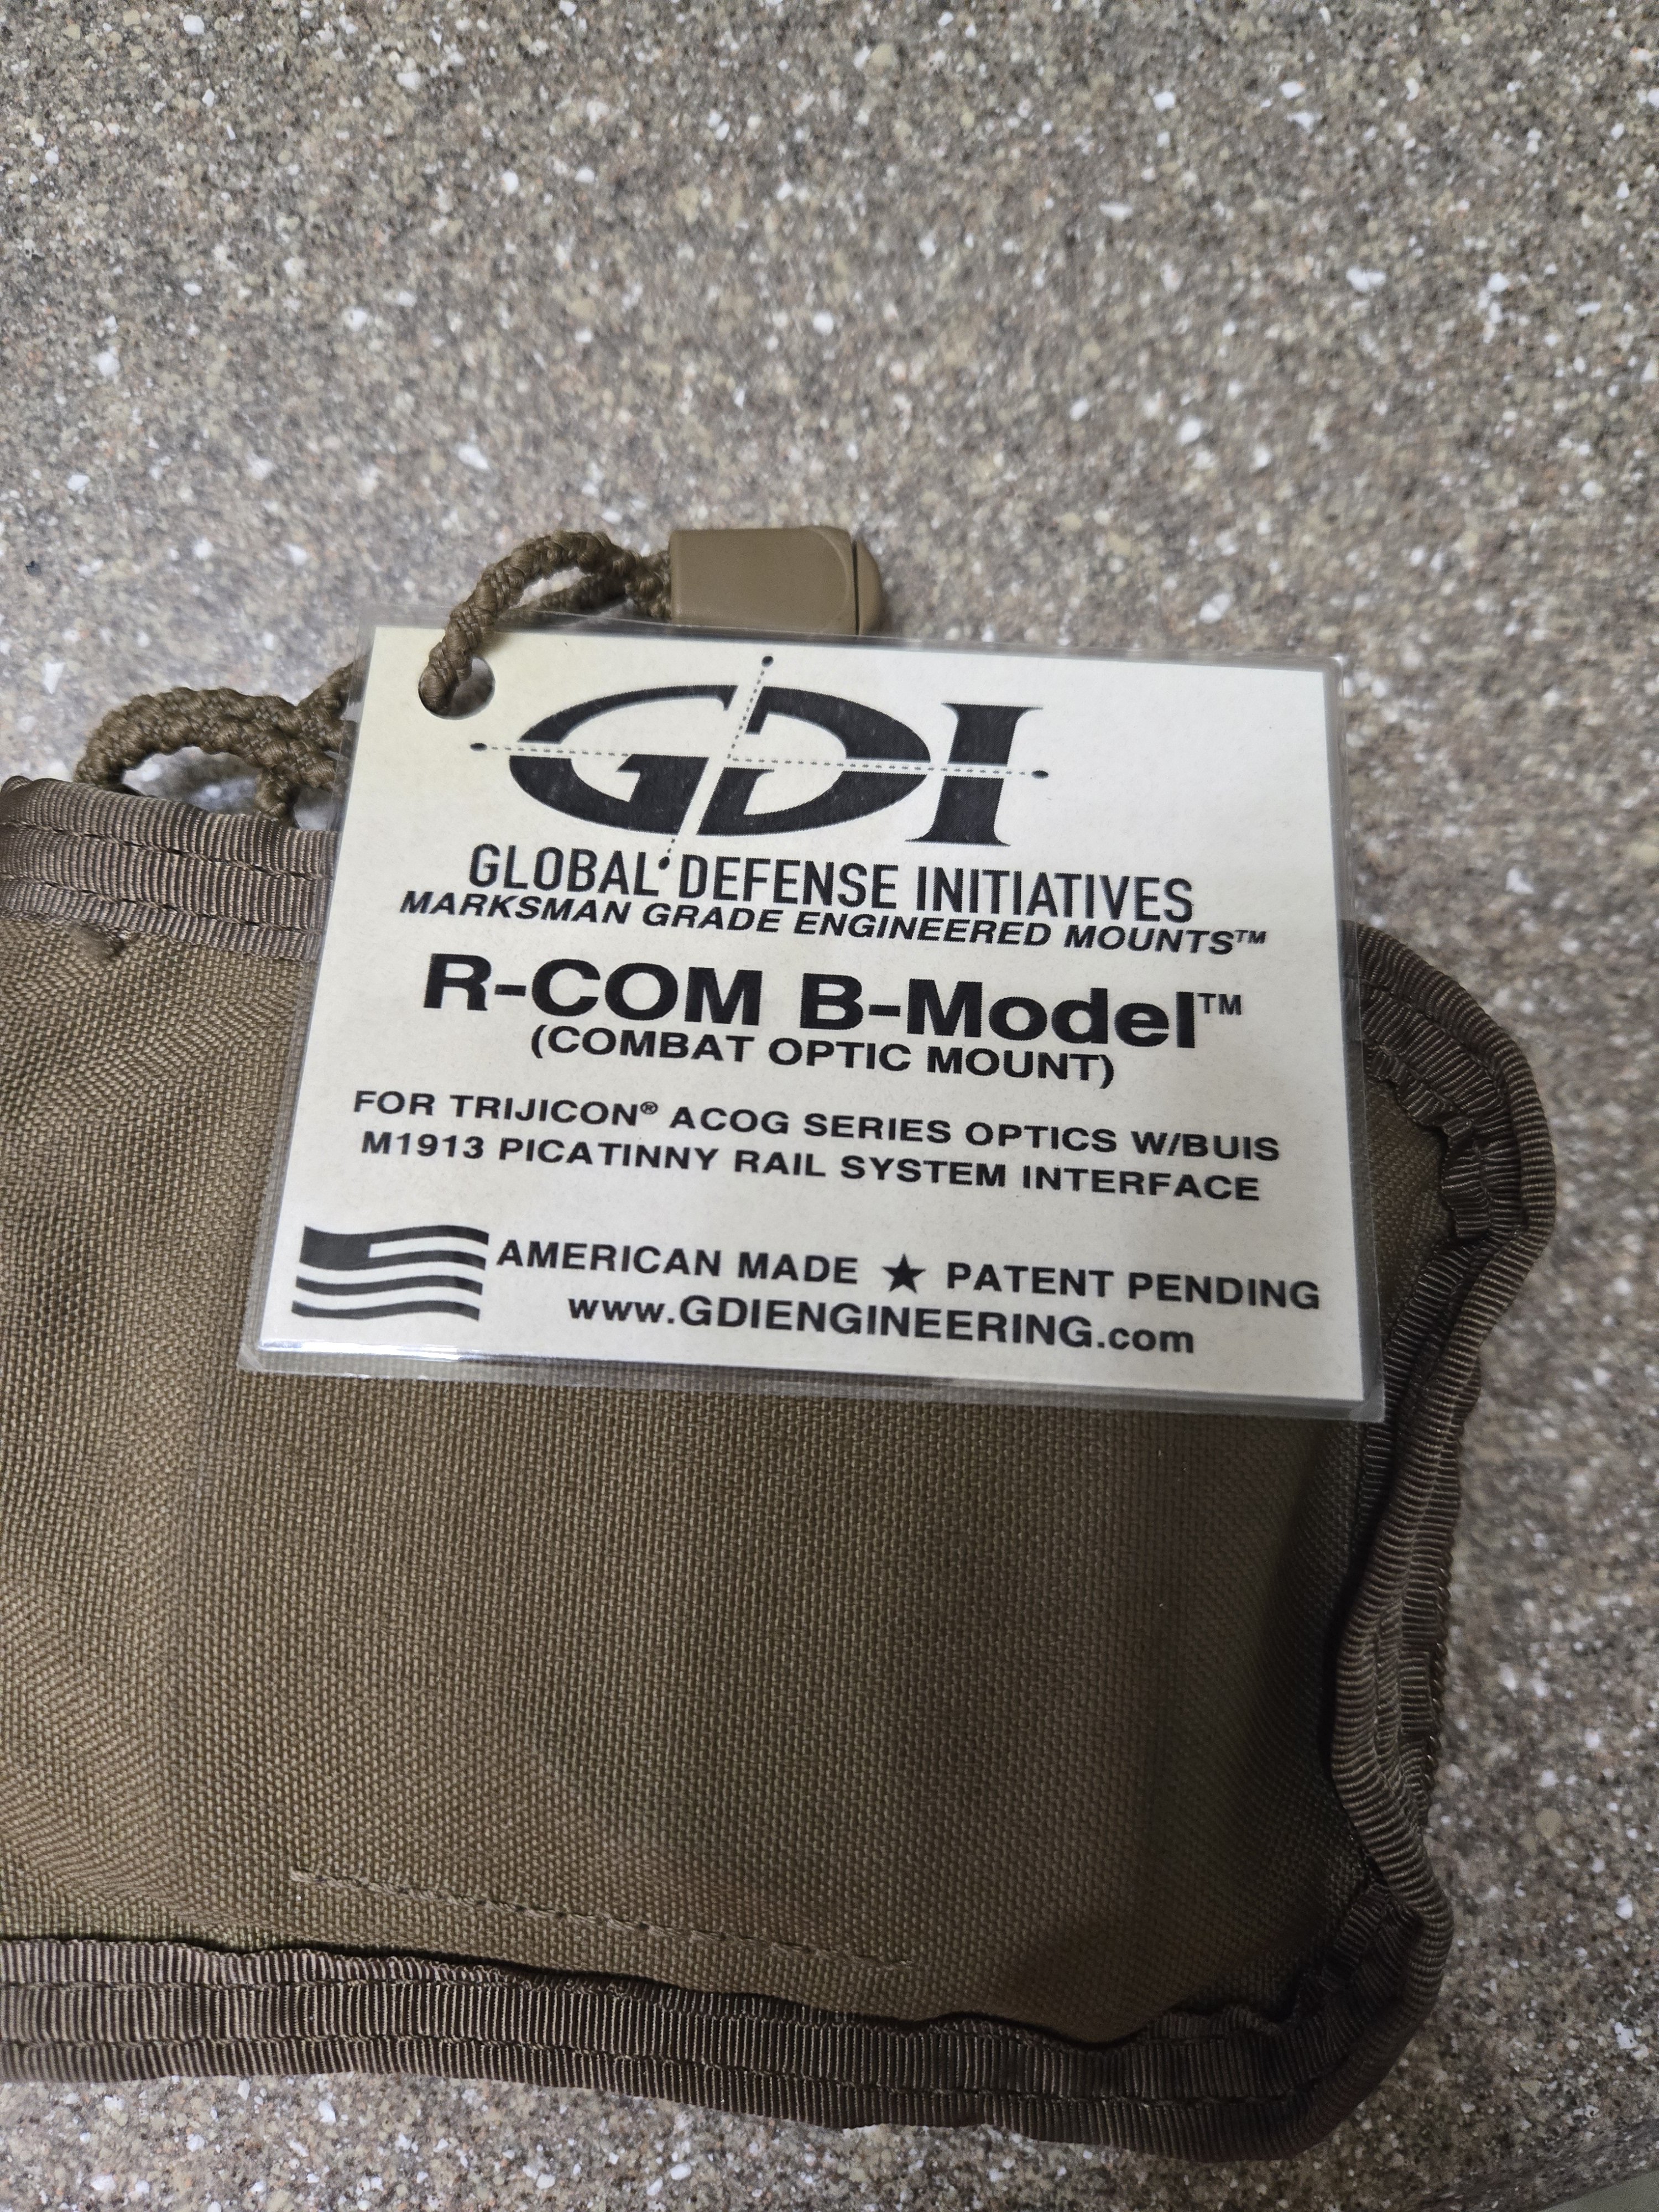 GDI
GLOBAL DEFENSE INITIATIVES
MARKSMAN GRADE ENGINEERED MOUNTS™
R-COM B-Model™
(COMBAT OPTIC MOUNT)
FOR TRIJICON® ACOG SERIES OPTICS W/BUIS
M1913 PICATINNY RAIL SYSTEM INTERFACE
AMERICAN MADE ★ PATENT PENDING
www.GDIENGINEERING.com